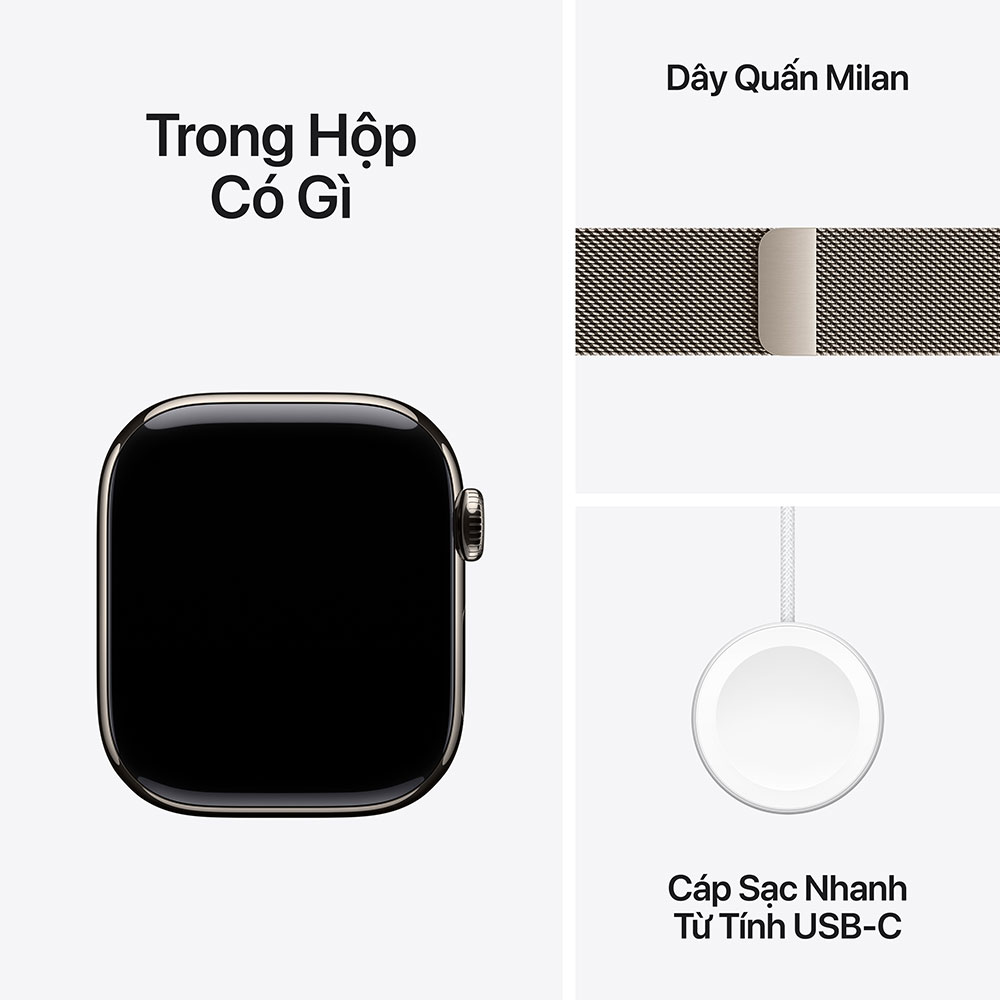 Trong Hộp
Có Gì
Dây Quấn Milan
Cáp Sạc Nhanh
Từ Tính USB-C